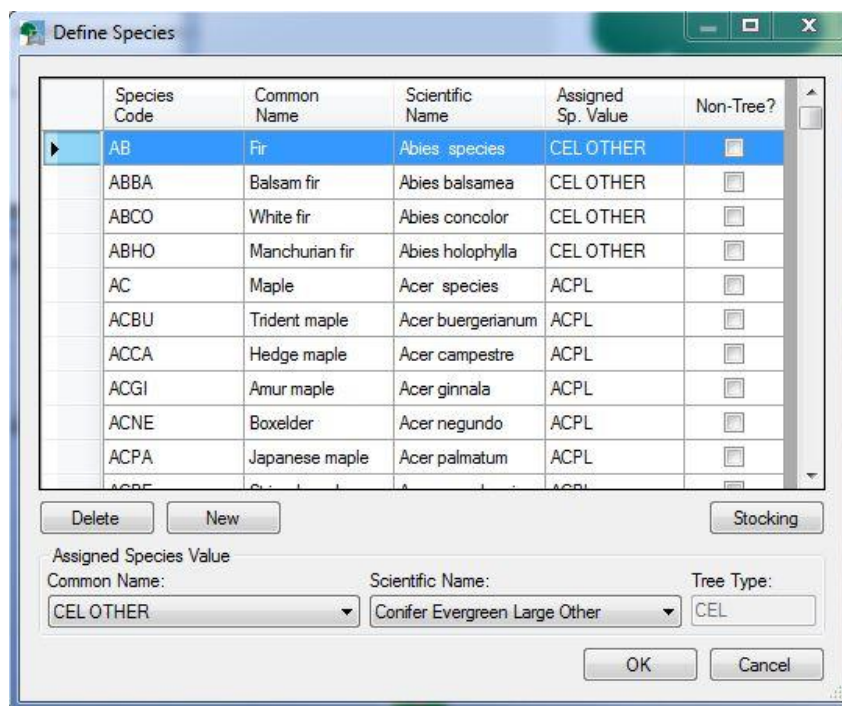 Define Species
Species Code Common Name Scientific Name Assigned Sp. Value Non-Tree?
AB Fir Abies species CEL OTHER
ABBA Balsam fir Abies balsamea CEL OTHER
ABCO White fir Abies concolor CEL OTHER
ABHO Manchurian fir Abies holophylla CEL OTHER
AC Maple Acer species ACPL
ACBU Trident maple Acer buergerianum ACPL
ACCA Hedge maple Acer campestre ACPL
ACGI Amur maple Acer ginnala ACPL
ACNE Boxelder Acer negundo ACPL
ACPA Japanese maple Acer palmatum ACPL
Delete New Stocking
Assigned Species Value
Common Name: Scientific Name: Tree Type:
CEL OTHER Conifer Evergreen Large Other CEL
OK Cancel